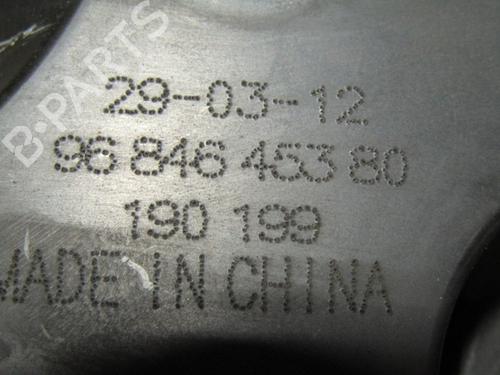 B-PARTS
29-03-12
96 846 453 80
190 199
MADE IN CHINA